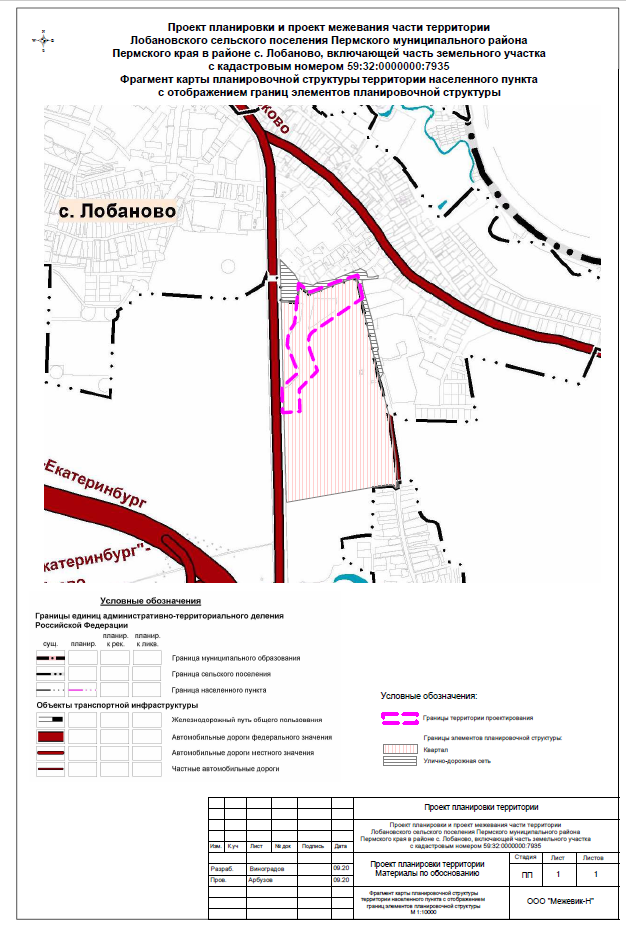 Проект планировки и проект межевания части территории
Лобановского сельского поселения Пермского муниципального района
Пермского края в районе с. Лобаново, включающей часть земельного участка
с кадастровым номером 59:32:0000000:7935
Фрагмент карты планировочной структуры территории населенного пункта
с отображением границ элементов планировочной структуры
ково
с. Лобаново
-Екатеринбург
катеринбург"-
Условные обозначения
Границы единиц административно-территориального деления
Российской Федерации
сущ. планир. планир. к рек. планир. к ликв.
Граница муниципального образования
Граница сельского поселения
Граница населенного пункта
Объекты транспортной инфраструктуры
Железнодорожный путь общего пользования
Автомобильные дороги федерального значения
Автомобильные дороги местного значения
Частные автомобильные дороги
Условные обозначения:
Границы территории проектирования
Границы элементов планировочной структуры:
Квартал
Улично-дорожная сеть
Проект планировки территории
Проект планировки и проект межевания части территории
Лобановского сельского поселения Пермского муниципального района
Пермского края в районе с. Лобаново, включающей часть земельного участка
с кадастровым номером 59:32:0000000:7935
Изм. К.уч Лист № док Подпись Дата
Разраб. Виноградов 09.20
Пров. Арбузов 09.20
Проект планировки территории
Материалы по обоснованию
Стадия Лист Листов
ПП 1 1
Фрагмент карты планировочной структуры
территории населенного пункта с отображением
границ элементов планировочной структуры
М 1:10000
ООО "Межевик-Н"